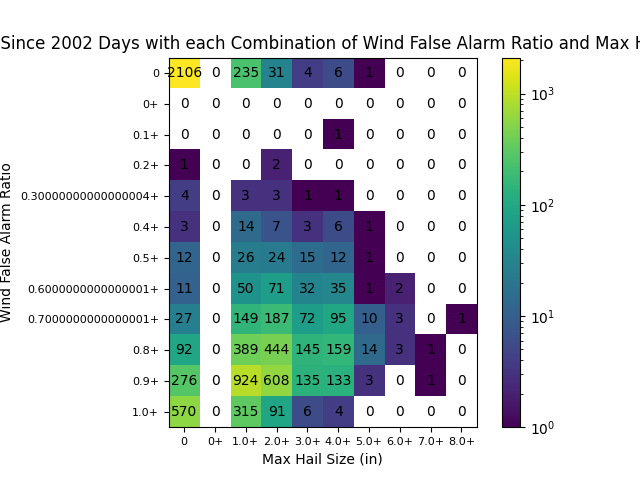 Since 2002 Days with each Combination of Wind False Alarm Ratio and Max H
Wind False Alarm Ratio
0 2106 0 235 31 4 6 1 0 0 0
0+ 0 0 0 0 0 0 0 0 0 0
0.1+ 0 0 0 0 0 1 0 0 0 0
0.2+ 1 0 0 2 0 0 0 0 0 0
0.30000000000000004+ 4 0 3 3 1 1 0 0 0 0
0.4+ 3 0 14 7 3 6 1 0 0 0
0.5+ 12 0 26 24 15 12 1 0 0 0
0.6000000000000001+ 11 0 50 71 32 35 1 2 0 0
0.7000000000000001+ 27 0 149 187 72 95 10 3 0 1
0.8+ 92 0 389 444 145 159 14 3 1 0
0.9+ 276 0 924 608 135 133 3 0 1 0
1.0+ 570 0 315 91 6 4 0 0 0 0
0 0+ 1.0+ 2.0+ 3.0+ 4.0+ 5.0+ 6.0+ 7.0+ 8.0+
Max Hail Size (in)
10³
10²
10¹
10⁰